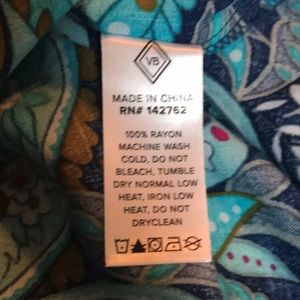 VB
MADE IN CHINA
RN# 142762
100% RAYON
MACHINE WASH
COLD, DO NOT
BLEACH, TUMBLE
DRY NORMAL LOW
HEAT, IRON LOW
HEAT, DO NOT
DRYCLEAN